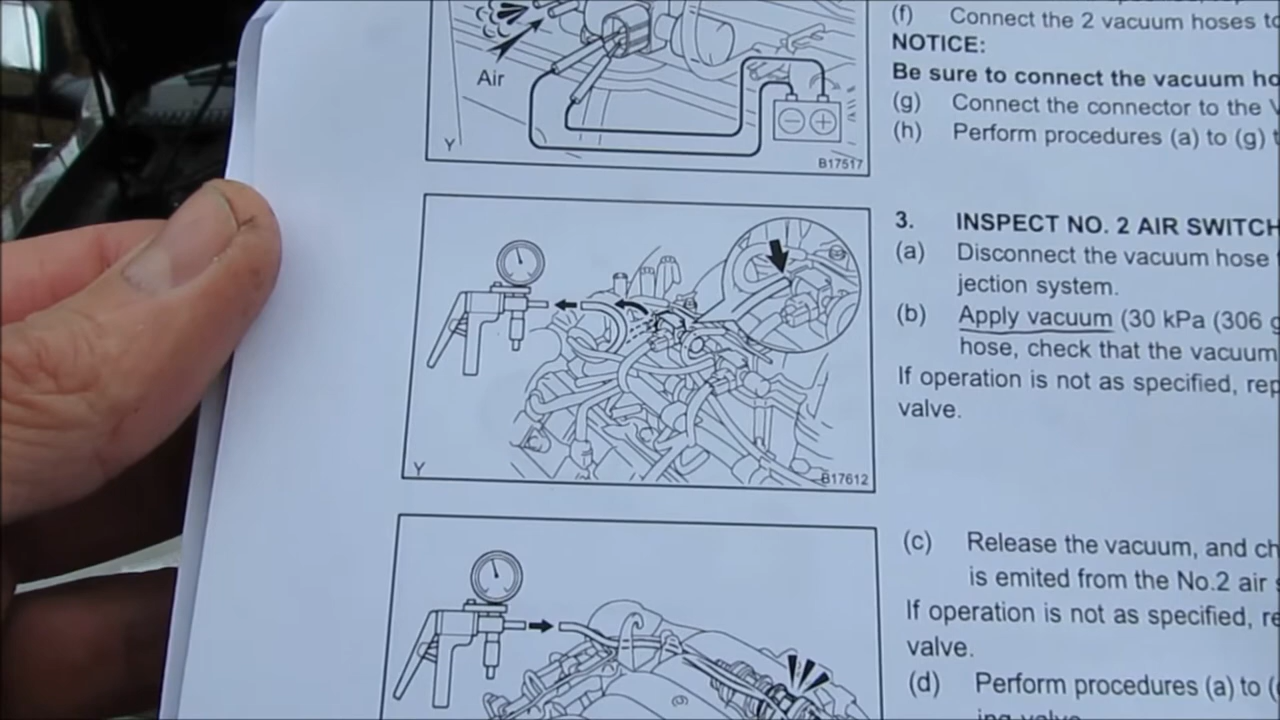 (f) Connect the 2 vacuum hoses to
NOTICE:
Be sure to connect the vacuum ho
(g) Connect the connector to the V
(h) Perform procedures (a) to (g) t
Air
Y
B17517
3. INSPECT NO. 2 AIR SWITCH
(a) Disconnect the vacuum hose
jection system.
(b) Apply vacuum (30 kPa (306 g
hose, check that the vacuum
If operation is not as specified, rep
valve.
Y
B17612
(c) Release the vacuum, and ch
is emited from the No.2 air s
If operation is not as specified, re
valve.
(d) Perform procedures (a) to (
ing valve